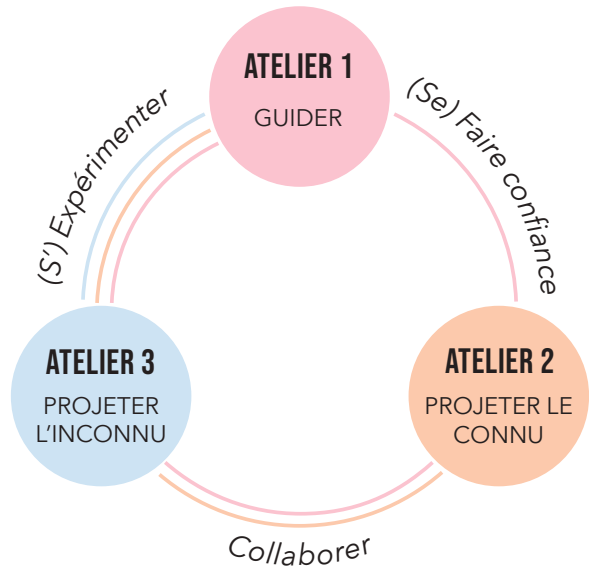 ATELIER 1
GUIDER
(Se) Faire confiance
(S') Expérimenter
ATELIER 3
PROJETER
L'INCONNU
ATELIER 2
PROJETER LE
CONNU
Collaborer